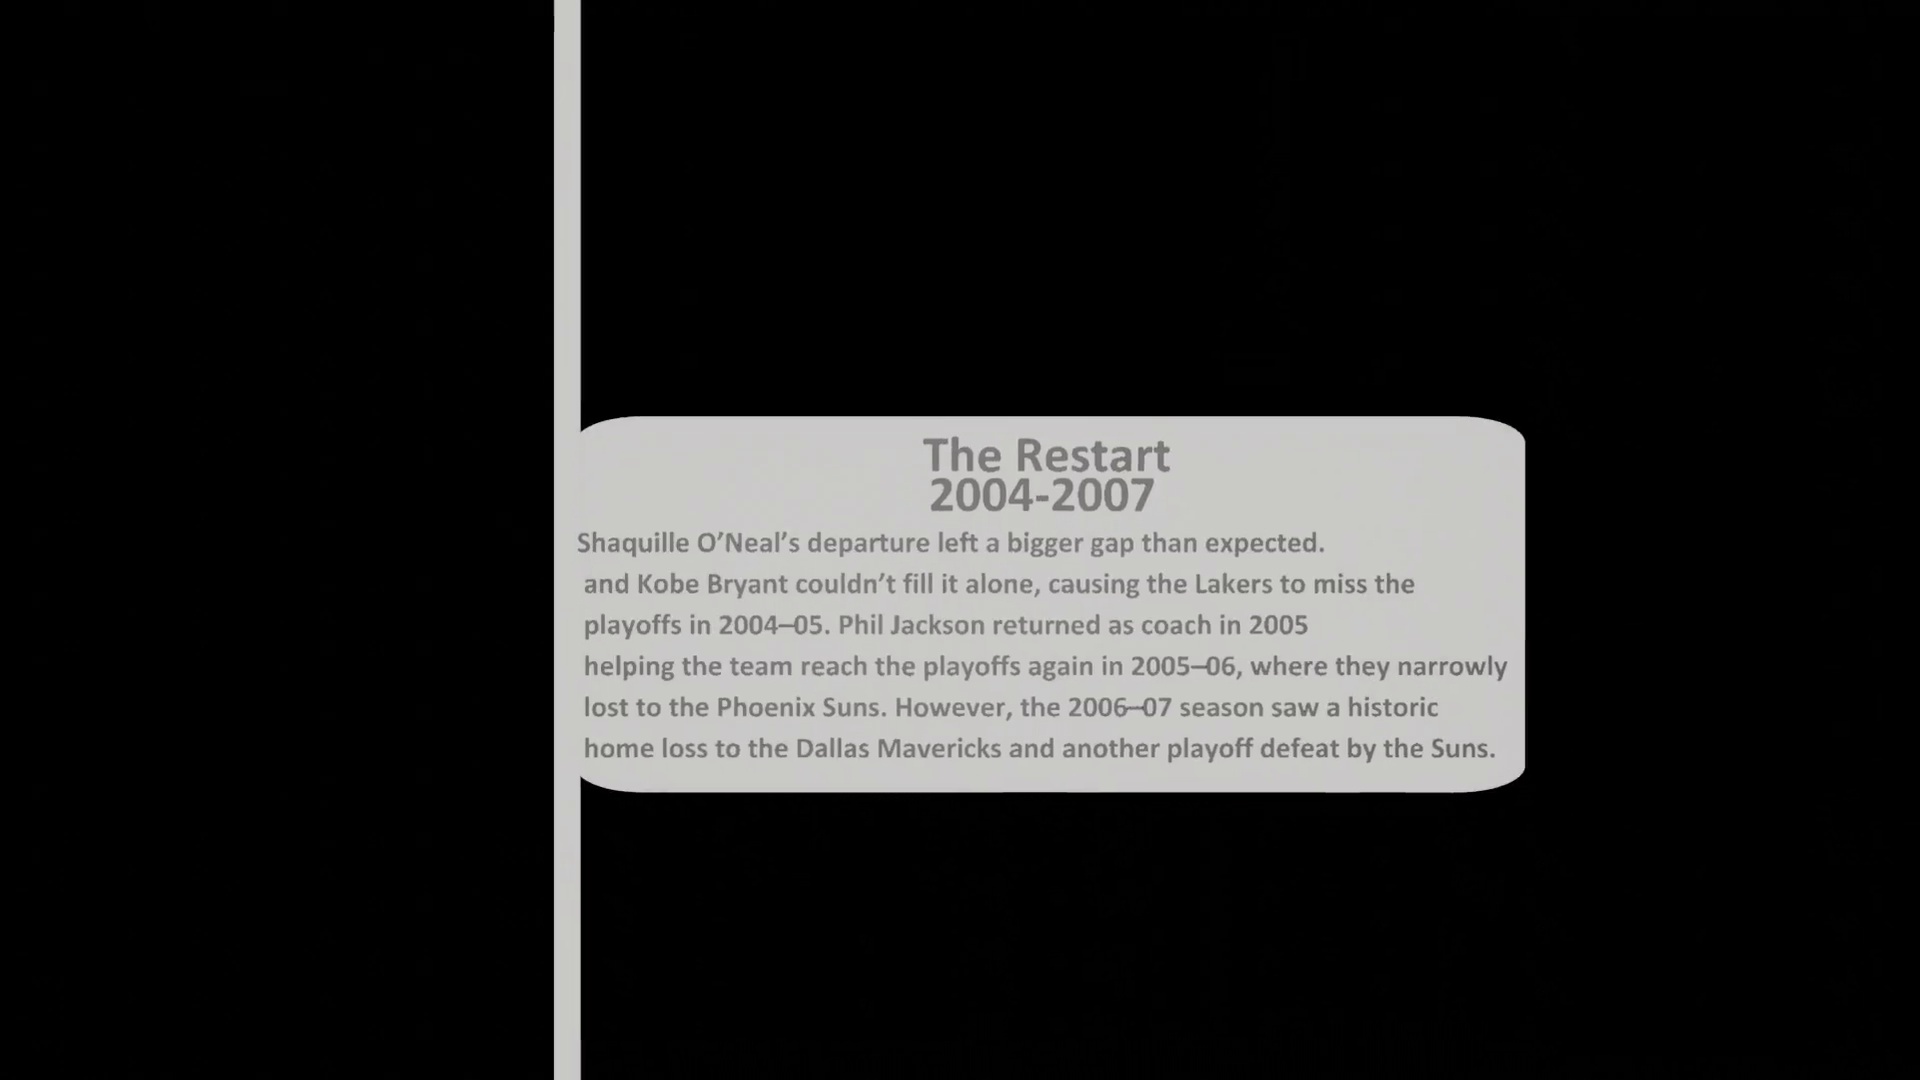 The Restart
2004-2007
Shaquille O’Neal’s departure left a bigger gap than expected.
and Kobe Bryant couldn’t fill it alone, causing the Lakers to miss the
playoffs in 2004–05. Phil Jackson returned as coach in 2005
helping the team reach the playoffs again in 2005–06, where they narrowly
lost to the Phoenix Suns. However, the 2006–07 season saw a historic
home loss to the Dallas Mavericks and another playoff defeat by the Suns.